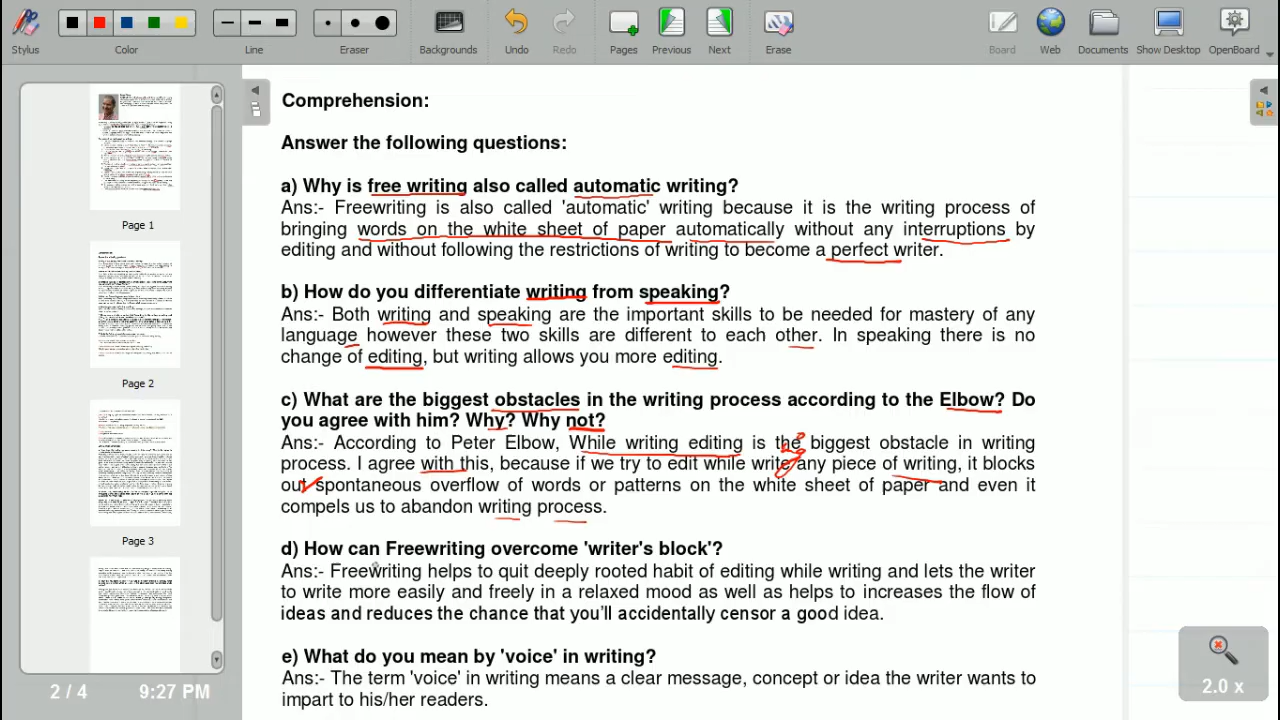 Stylus
Color
Line
Eraser
Backgrounds
Undo
Redo
Pages
Previous
Next
Erase
Board
Web
Documents
Show Desktop
OpenBoard
Page 1
Page 2
Page 3
2 / 4
9:27 PM
Comprehension:
Answer the following questions:
a) Why is free writing also called automatic writing?
Ans:- Freewriting is also called 'automatic' writing because it is the writing process of
bringing words on the white sheet of paper automatically without any interruptions by
editing and without following the restrictions of writing to become a perfect writer.
b) How do you differentiate writing from speaking?
Ans:- Both writing and speaking are the important skills to be needed for mastery of any
language however these two skills are different to each other. In speaking there is no
change of editing, but writing allows you more editing.
c) What are the biggest obstacles in the writing process according to the Elbow? Do
you agree with him? Why? Why not?
Ans:- According to Peter Elbow, While writing editing is the biggest obstacle in writing
process. I agree with this, because if we try to edit while write any piece of writing, it blocks
our spontaneous overflow of words or patterns on the white sheet of paper and even it
compels us to abandon writing process.
d) How can Freewriting overcome 'writer's block'?
Ans:- Freewriting helps to quit deeply rooted habit of editing while writing and lets the writer
to write more easily and freely in a relaxed mood as well as helps to increases the flow of
ideas and reduces the chance that you'll accidentally censor a good idea.
e) What do you mean by 'voice' in writing?
Ans:- The term 'voice' in writing means a clear message, concept or idea the writer wants to
impart to his/her readers.
2.0 x